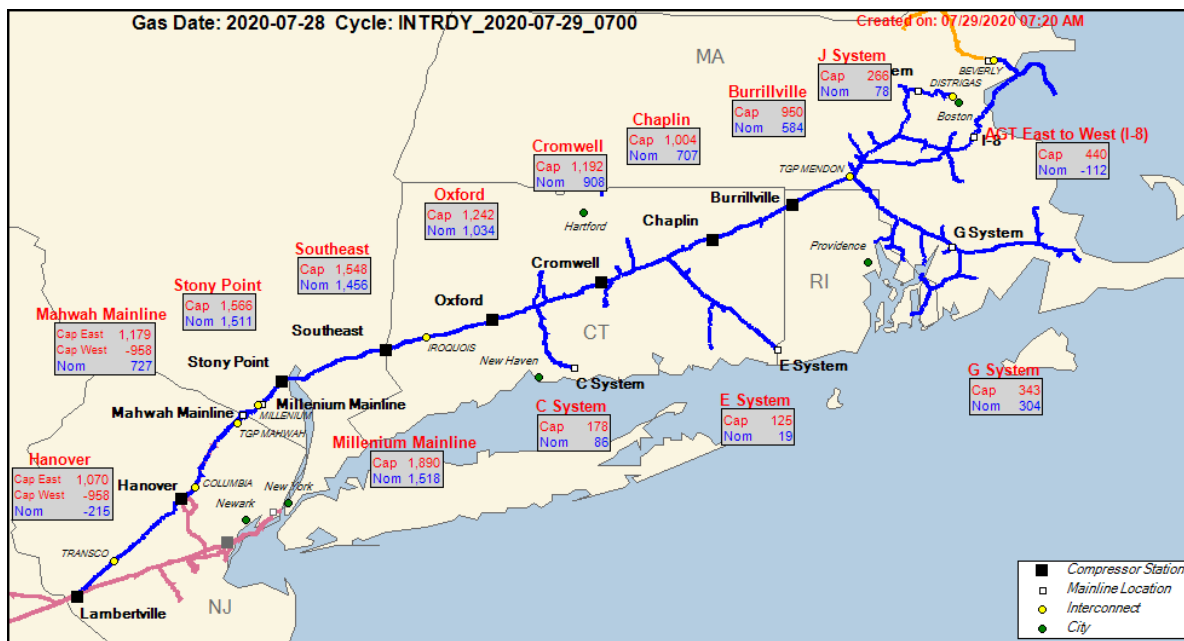 Gas Date: 2020-07-28 Cycle: INTRDY_2020-07-29_0700
Created on: 07/29/2020 07:20 AM
MA
J System
Cap 266
Nom 78
ern
BEVERLY
DISTRIGAS
Boston
Burrillville
Cap 950
Nom 584
Chaplin
Cap 1,004
Nom 707
AGT East to West (I-8)
I-8
Cap 440
Nom -112
Cromwell
Cap 1,192
Nom 908
TGP MENDON
Oxford
Cap 1,242
Nom 1,034
Hartford
Burrillville
Chaplin
G System
Providence
Southeast
Cap 1,548
Nom 1,456
Cromwell
RI
Stony Point
Cap 1,566
Nom 1,511
Oxford
CT
Mahwah Mainline
Cap East 1,179
Cap West -958
Nom 727
Southeast
IROQUOIS
New Haven
Stony Point
C System
E System
G System
Cap 343
Nom 304
Millenium Mainline
Mahwah Mainline
MILLENIUM
TGP MAHWAH
C System
Cap 178
Nom 86
E System
Cap 125
Nom 19
Millenium Mainline
Cap 1,890
Nom 1,518
Hanover
Cap East 1,070
Cap West -958
Nom -215
Hanover
COLUMBIA
New York
Newark
TRANSCO
Lambertville
NJ
Compressor Station
Mainline Location
Interconnect
City